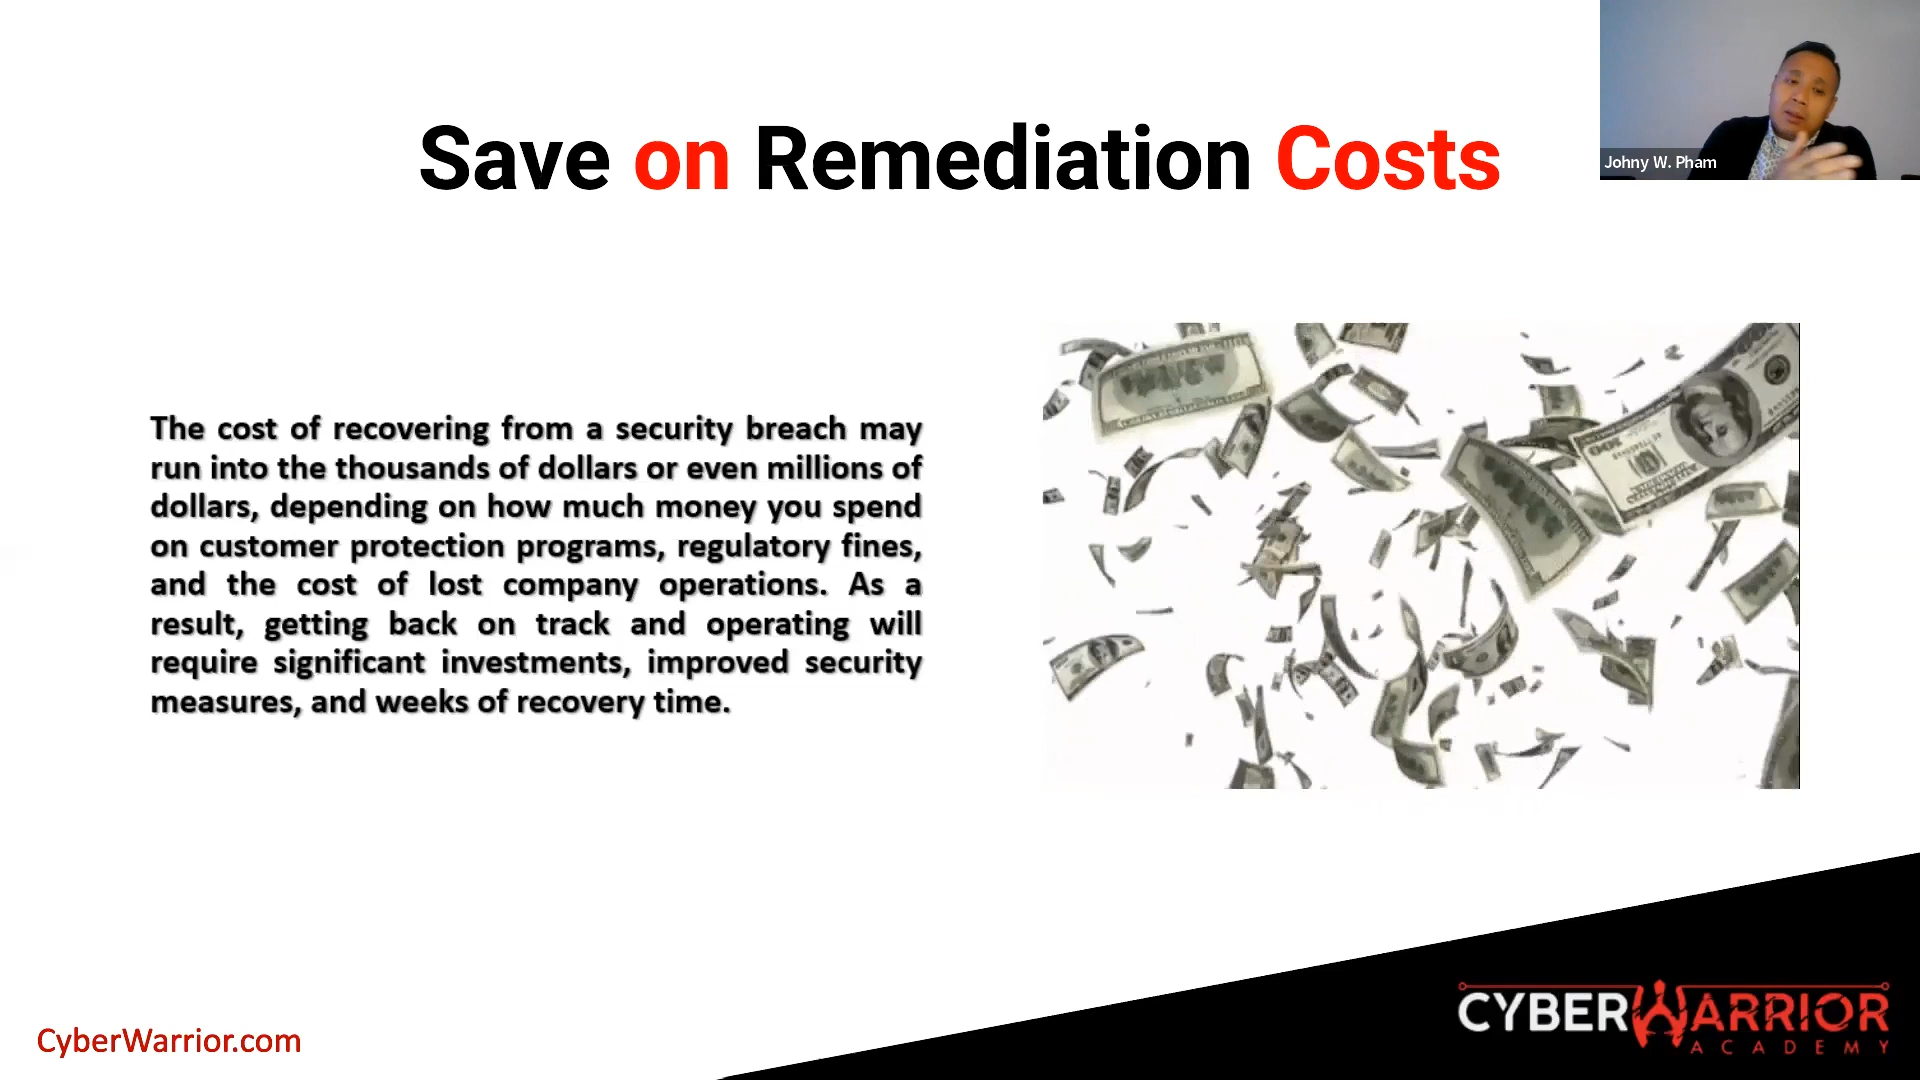 Save on Remediation Costs
Johny W. Pham
The cost of recovering from a security breach may
run into the thousands of dollars or even millions of
dollars, depending on how much money you spend
on customer protection programs, regulatory fines,
and the cost of lost company operations. As a
result, getting back on track and operating will
require significant investments, improved security
measures, and weeks of recovery time.
100
CyberWarrior.com
CYBERWARRIOR
ACADEMY